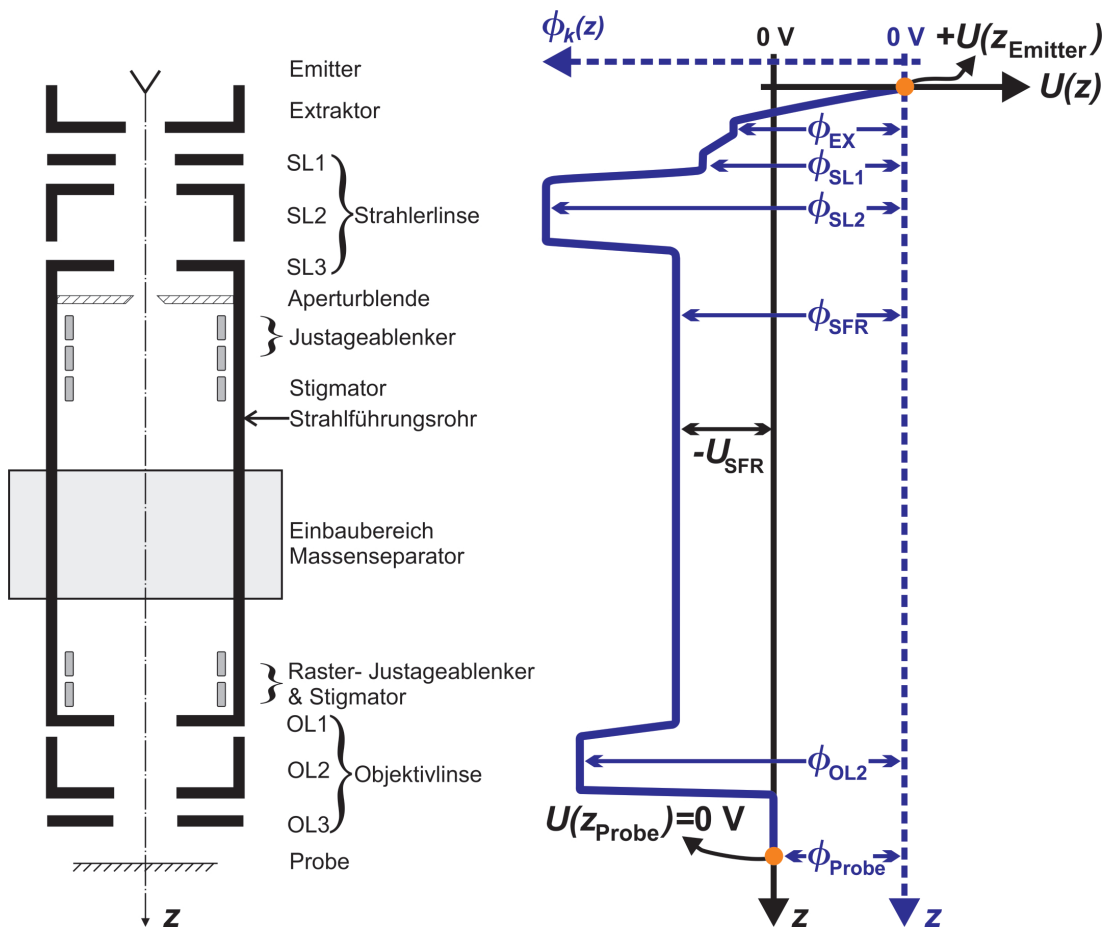 Emitter
Extraktor
SL1
SL2
Strahlerlinse
SL3
Aperturblende
Justageablenker
Stigmator
Strahlführungsrohr
Einbaubereich
Massenseparator
Raster- Justageablenker
& Stigmator
OL1
OL2
Objektivlinse
OL3
Probe
z
ϕk(z)
0 V
0 V
+U(zEmitter)
U(z)
ϕEX
ϕSL1
ϕSL2
ϕSFR
-USFR
ϕOL2
U(zProbe)=0 V
ϕProbe
z
z